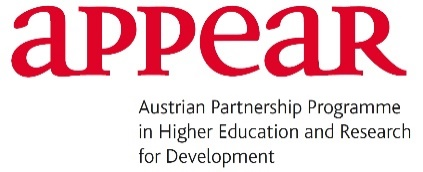 appear
Austrian Partnership Programme
in Higher Education and Research
for Development